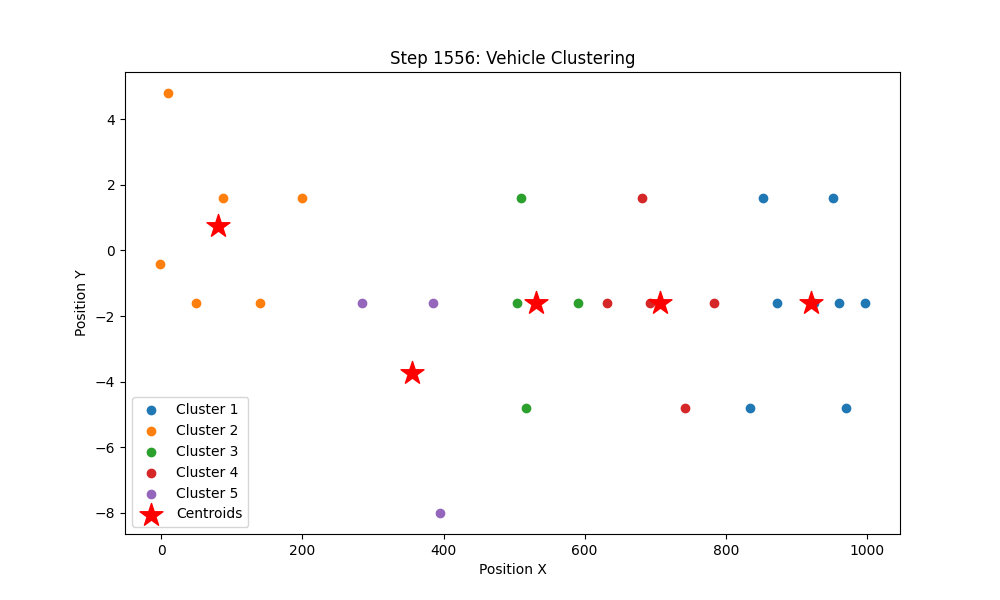 Step 1556: Vehicle Clustering
Position Y
4
2
0
−2
−4
−6
−8
Cluster 1
Cluster 2
Cluster 3
Cluster 4
Cluster 5
Centroids
0 200 400 600 800 1000
Position X